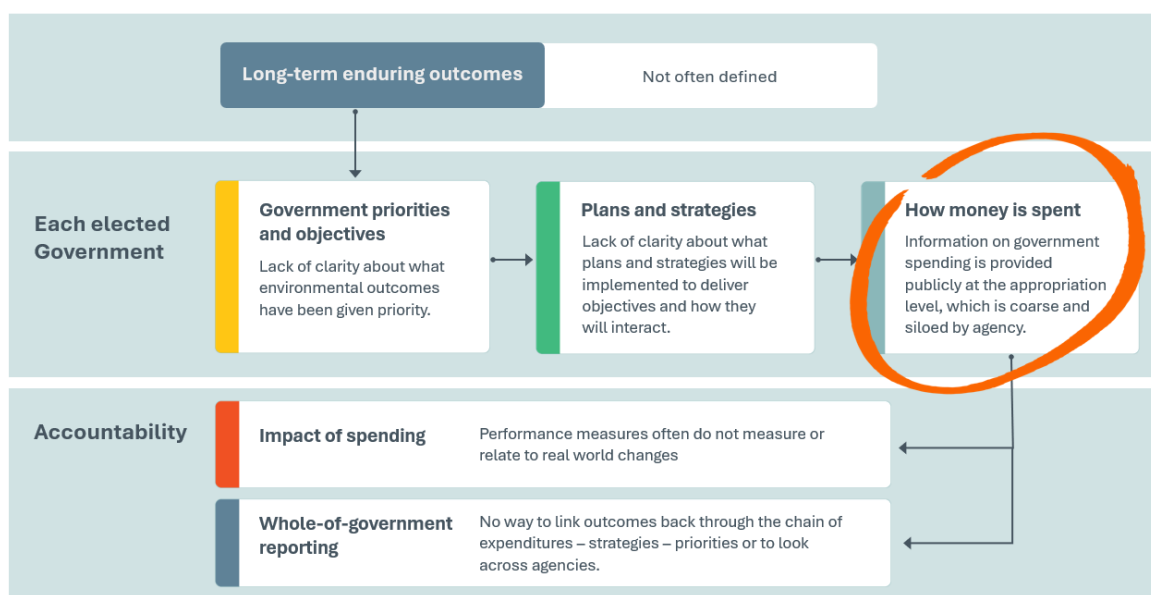 Long-term enduring outcomes
Not often defined
Each elected
Government
Government priorities
and objectives
Lack of clarity about what
environmental outcomes
have been given priority.
Plans and strategies
Lack of clarity about what
plans and strategies will be
implemented to deliver
objectives and how they
will interact.
How money is spent
Information on government
spending is provided
publicly at the appropriation
level, which is coarse and
siloed by agency.
Accountability
Impact of spending
Performance measures often do not measure or
relate to real world changes
Whole-of-government
reporting
No way to link outcomes back through the chain of
expenditures – strategies – priorities or to look
across agencies.